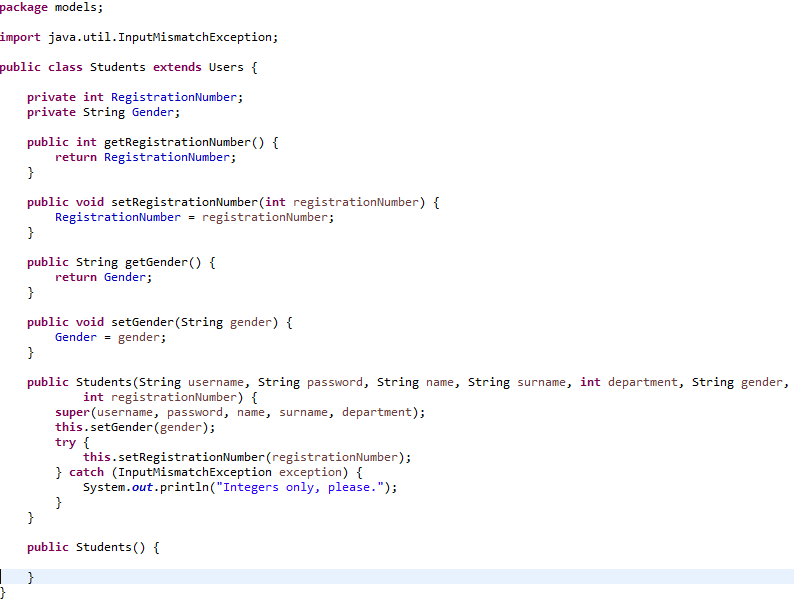 package models;
import java.util.InputMismatchException;
public class Students extends Users {
private int RegistrationNumber;
private String Gender;
public int getRegistrationNumber() {
return RegistrationNumber;
}
public void setRegistrationNumber(int registrationNumber) {
RegistrationNumber = registrationNumber;
}
public String getGender() {
return Gender;
}
public void setGender(String gender) {
Gender = gender;
}
public Students(String username, String password, String name, String surname, int department, String gender,
int registrationNumber) {
super(username, password, name, surname, department);
this.setGender(gender);
try {
this.setRegistrationNumber(registrationNumber);
} catch (InputMismatchException exception) {
System.out.println("Integers only, please.");
}
}
public Students() {
}
}